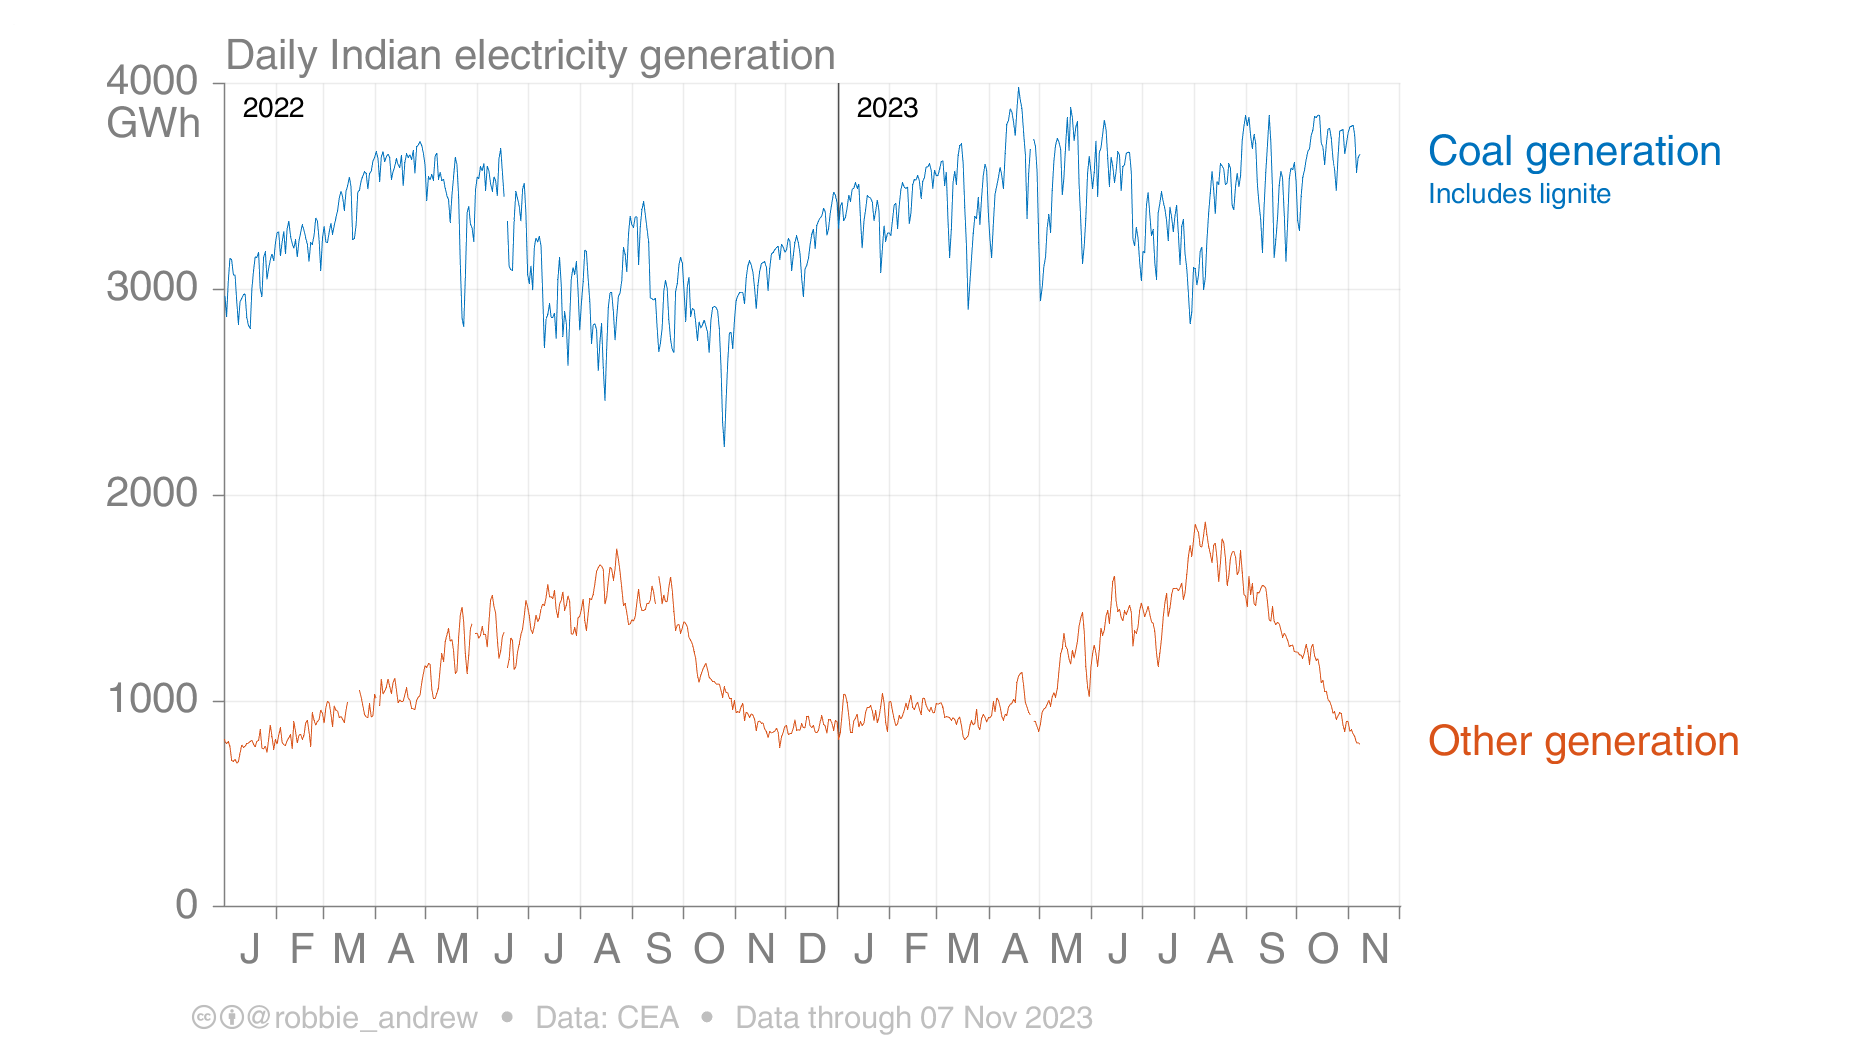 Daily Indian electricity generation
4000
GWh
2022
2023
Coal generation
Includes lignite
3000
2000
1000
Other generation
0
J F M A M J J A S O N D J F M A M J J A S O N
cc @robbie_andrew • Data: CEA • Data through 07 Nov 2023